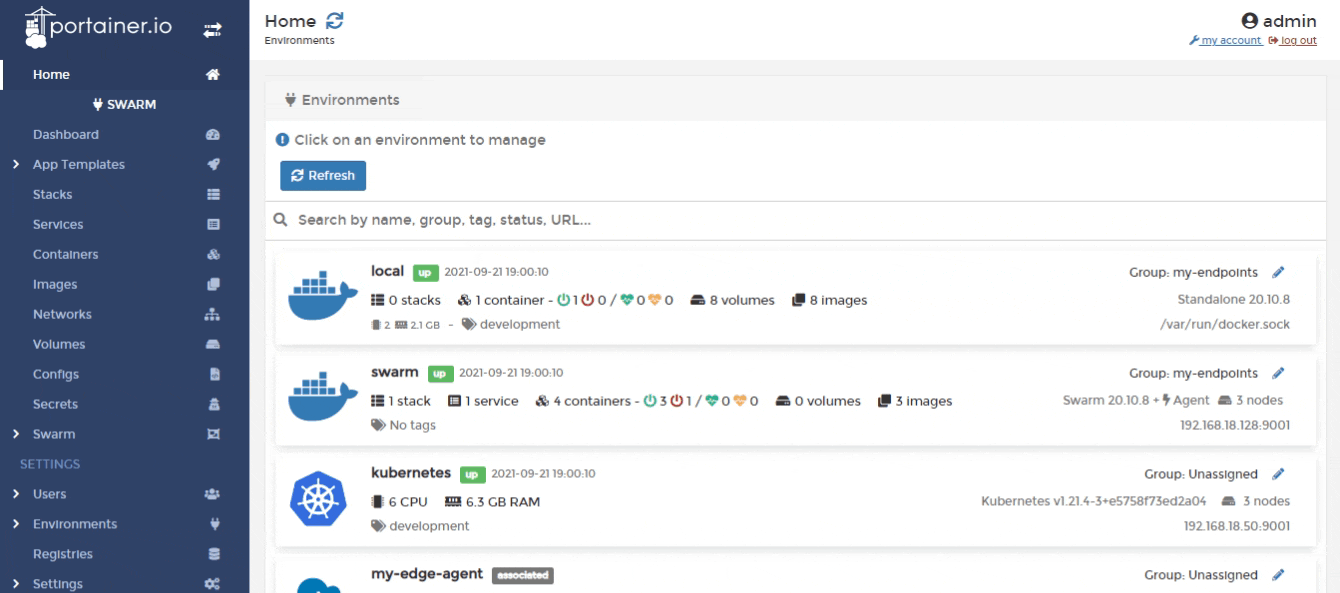 portainer.io
Home
SWARM
Dashboard
App Templates
Stacks
Services
Containers
Images
Networks
Volumes
Configs
Secrets
Swarm
SETTINGS
Users
Environments
Registries
Settings
Home
Environments
admin
my account log out
Environments
Click on an environment to manage
Refresh
Search by name, group, tag, status, URL...
local up 2021-09-21 19:00:10 Group: my-endpoints
0 stacks 1 container - 1 0 / 0 0 8 volumes 8 images Standalone 20.10.8
2 2.1 GB - development /var/run/docker.sock
swarm up 2021-09-21 19:00:10 Group: my-endpoints
1 stack 1 service 4 containers - 3 1 / 0 0 0 volumes 3 images Swarm 20.10.8 + Agent 3 nodes
No tags 192.168.18.128:9001
kubernetes up 2021-09-21 19:00:10 Group: Unassigned
6 CPU 6.3 GB RAM Kubernetes v1.21.4-3+e5758f73ed2a04 3 nodes
development 192.168.18.50:9001
my-edge-agent associated Group: Unassigned